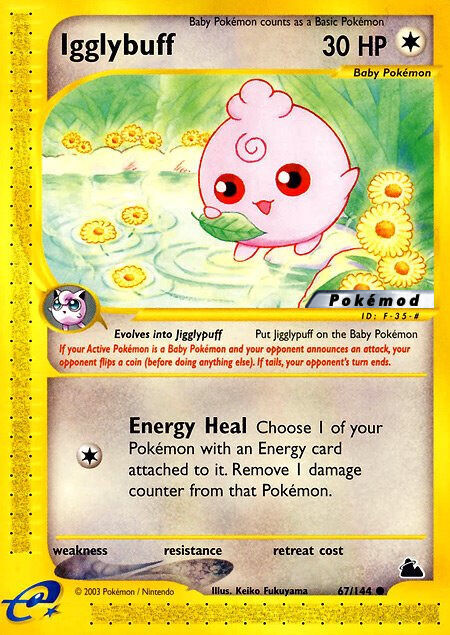 Baby Pokémon counts as a Basic Pokémon
Igglybuff 30 HP
Baby Pokémon
Pokémod
ID: F-35-#
Evolves into Jigglypuff Put Jigglypuff on the Baby Pokémon
If your Active Pokémon is a Baby Pokémon and your opponent announces an attack, your
opponent flips a coin (before doing anything else). If tails, your opponent's turn ends.
Energy Heal Choose 1 of your
Pokémon with an Energy card
attached to it. Remove 1 damage
counter from that Pokémon.
weakness resistance retreat cost
© 2003 Pokémon / Nintendo Illus. Keiko Fukuyama 67/144
e